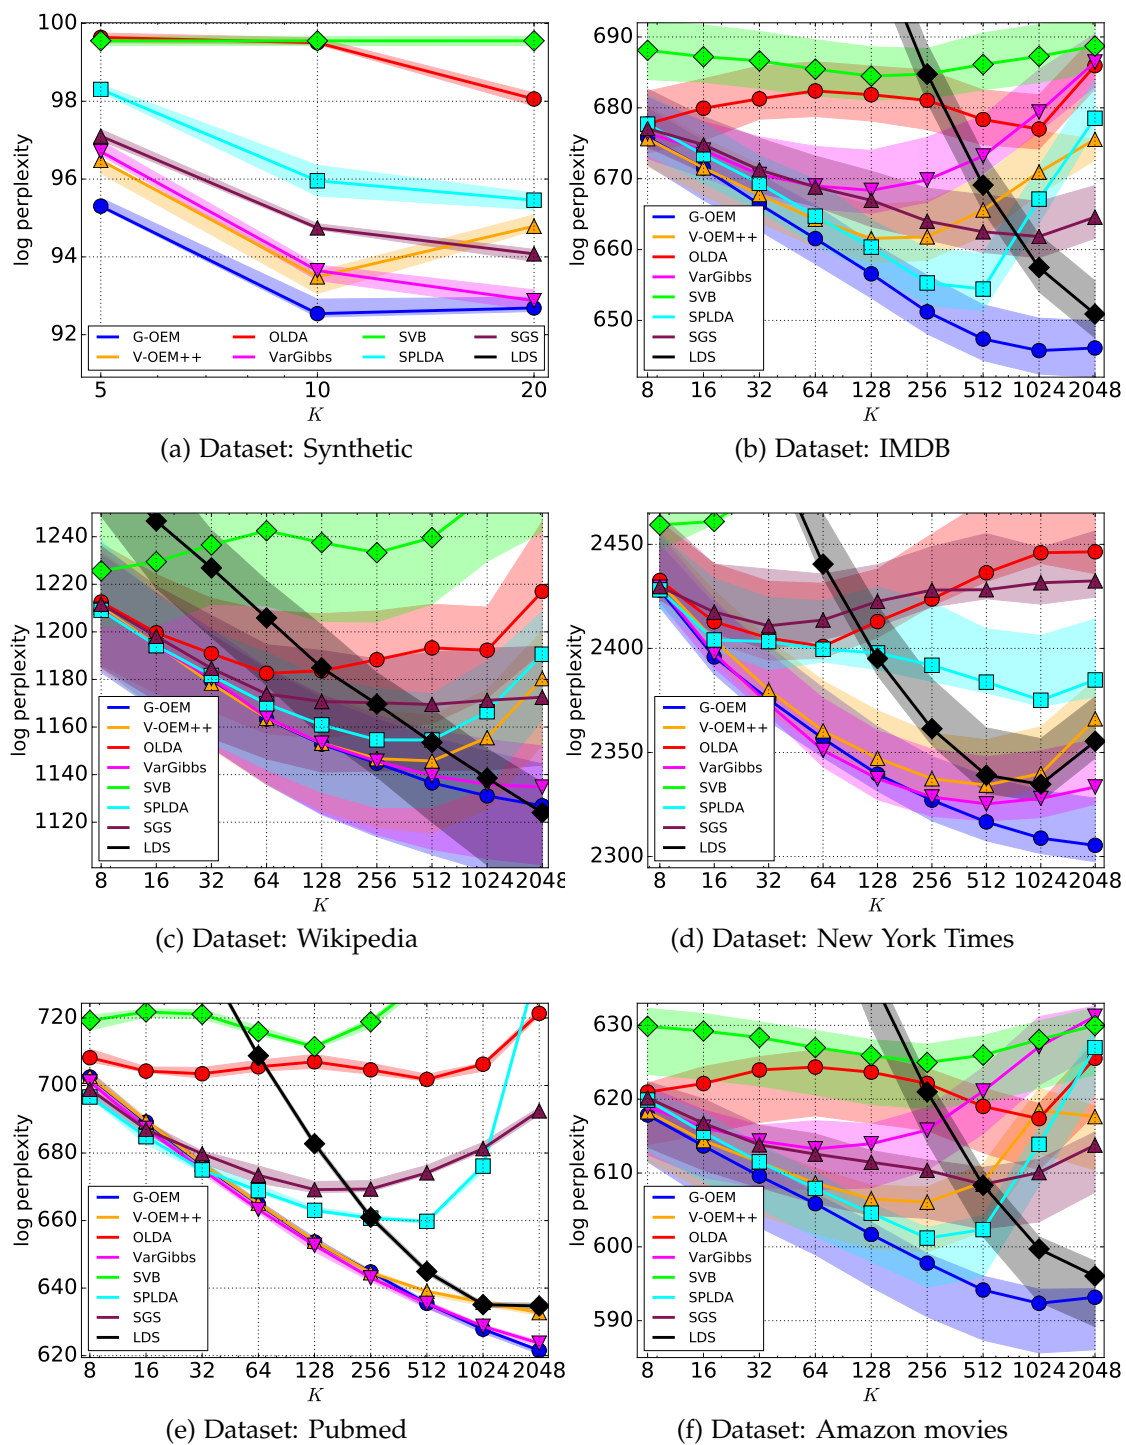 100
98
96
94
92
log perplexity
G-OEM OLDA SVB SGS
V-OEM++ VarGibbs SPLDA LDS
5 10 20
K
(a) Dataset: Synthetic
690
680
670
660
650
log perplexity
G-OEM
V-OEM++
OLDA
VarGibbs
SVB
SPLDA
SGS
LDS
8 16 32 64 128 256 512 1024 2048
K
(b) Dataset: IMDB
1240
1220
1200
1180
1160
1140
1120
log perplexity
G-OEM
V-OEM++
OLDA
VarGibbs
SVB
SPLDA
SGS
LDS
8 16 32 64 128 256 512 1024 2048
K
(c) Dataset: Wikipedia
2450
2400
2350
2300
log perplexity
G-OEM
V-OEM++
OLDA
VarGibbs
SVB
SPLDA
SGS
LDS
8 16 32 64 128 256 512 1024 2048
K
(d) Dataset: New York Times
720
700
680
660
640
620
log perplexity
G-OEM
V-OEM++
OLDA
VarGibbs
SVB
SPLDA
SGS
LDS
8 16 32 64 128 256 512 1024 2048
K
(e) Dataset: Pubmed
630
620
610
600
590
log perplexity
G-OEM
V-OEM++
OLDA
VarGibbs
SVB
SPLDA
SGS
LDS
8 16 32 64 128 256 512 1024 2048
K
(f) Dataset: Amazon movies